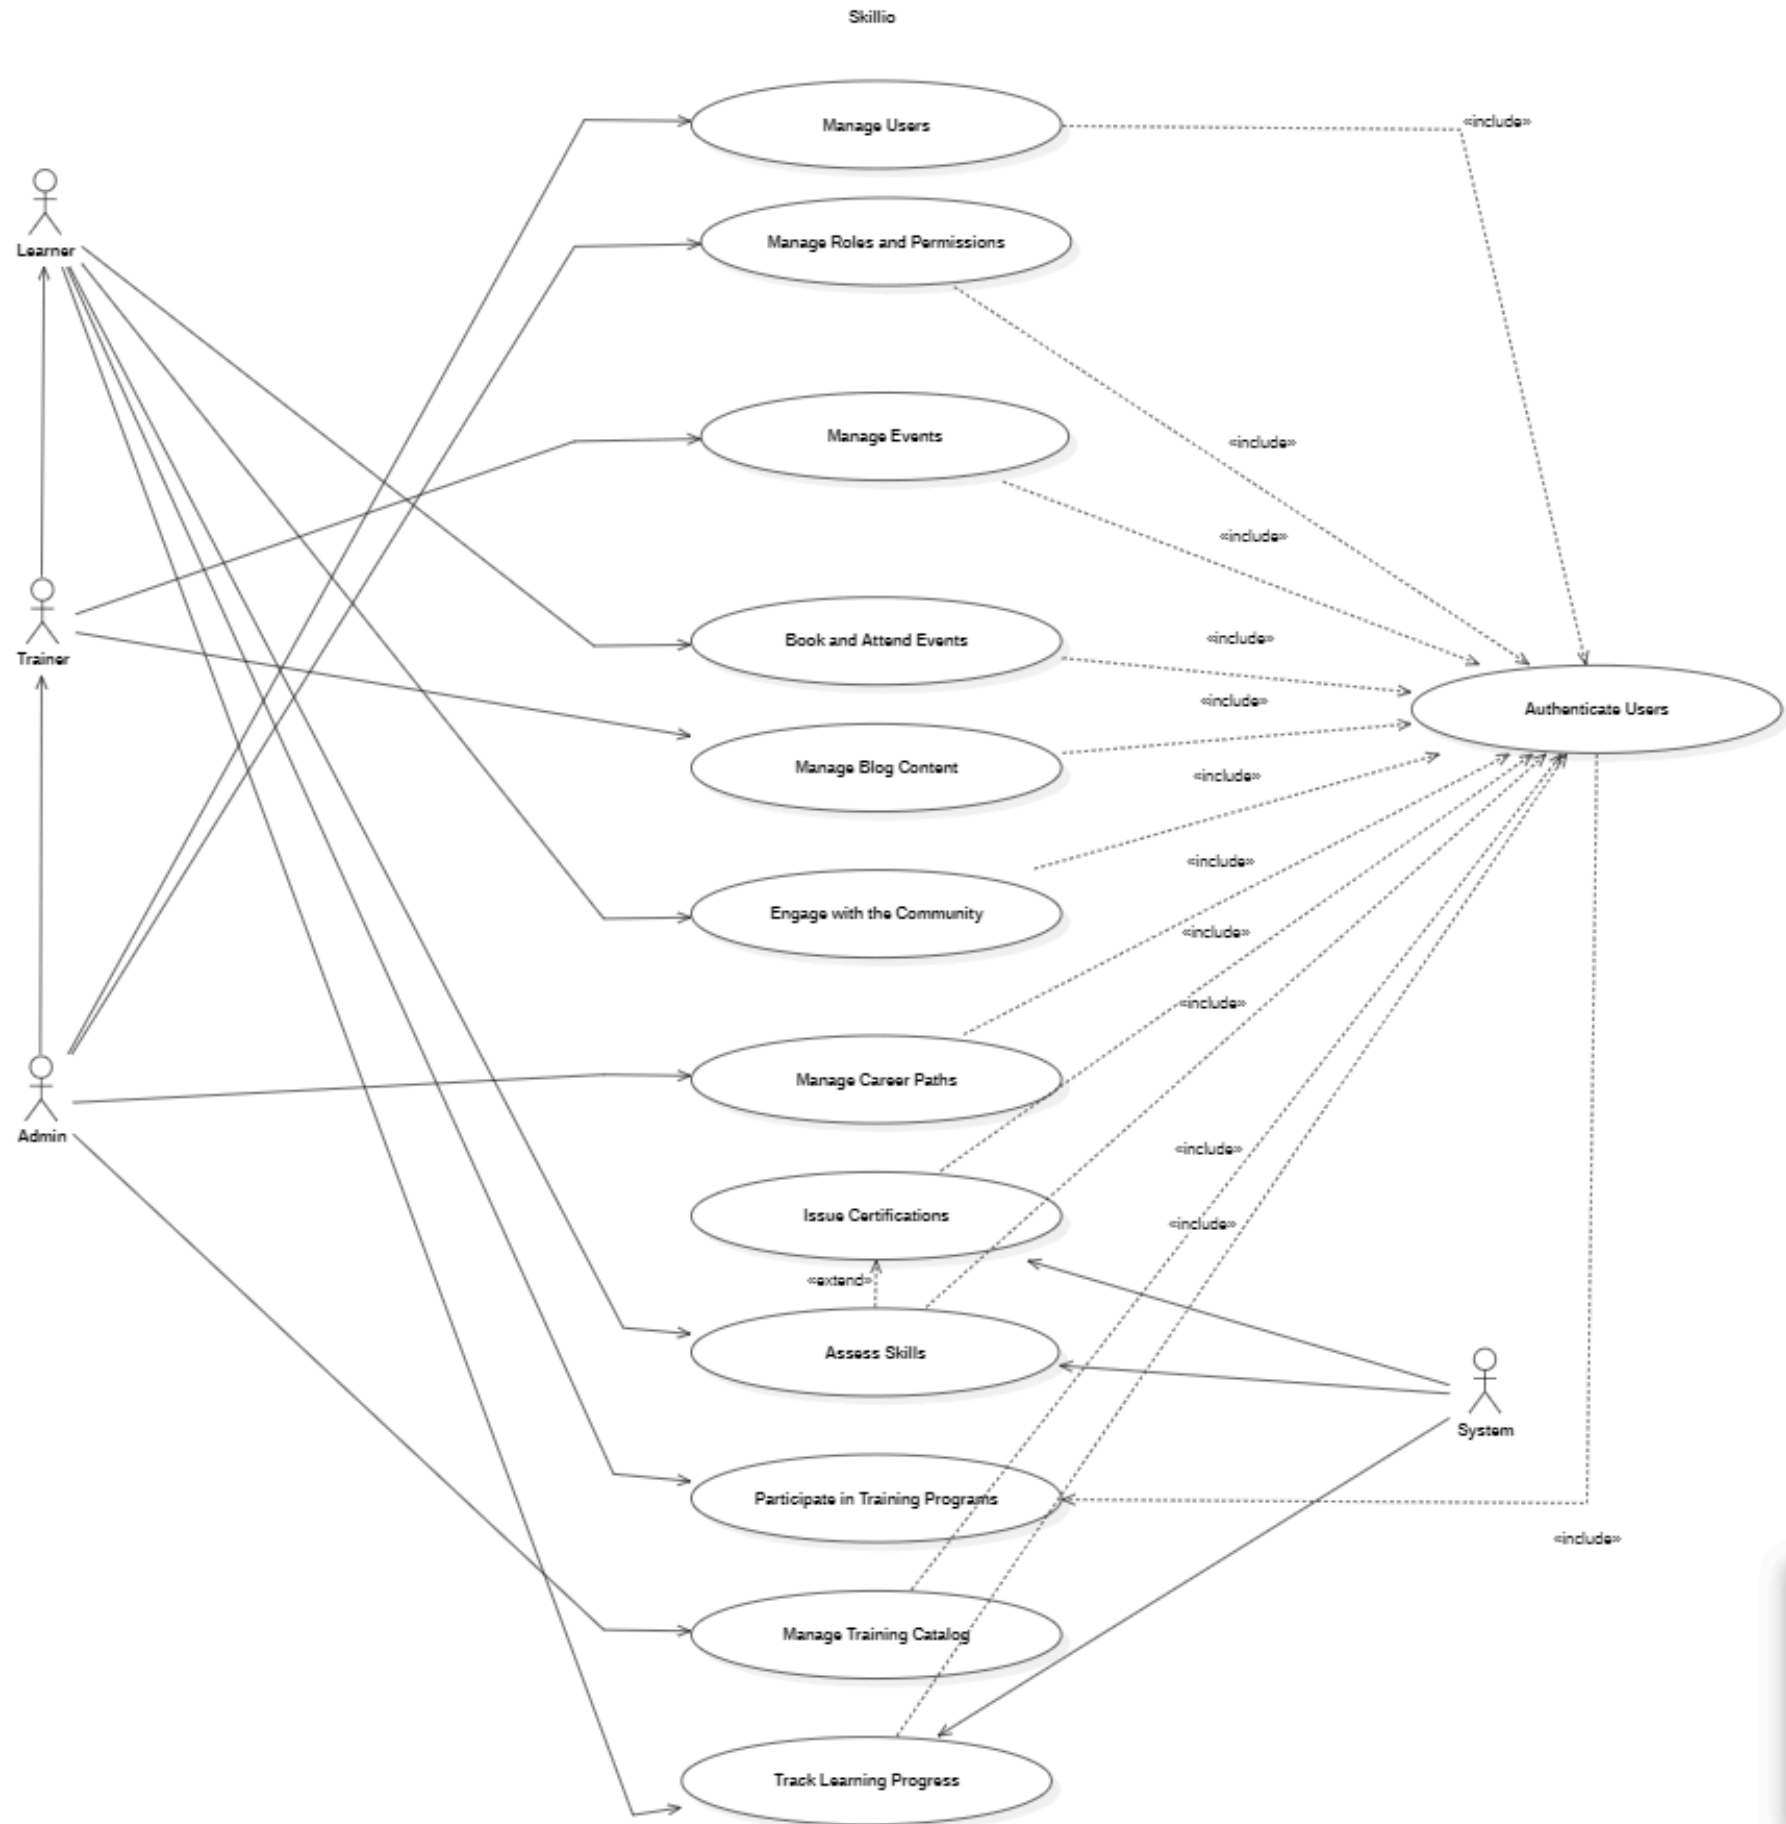 Skillio
Manage Users
«include»
Manage Roles and Permissions
Learner
Manage Events
«include»
«include»
Book and Attend Events
«include»
Trainer
«include»
Authenticate Users
Manage Blog Content
«include»
«include»
Engage with the Community
«include»
«include»
Manage Career Paths
Admin
«include»
Issue Certifications
«include»
«extend»
Assess Skills
System
Participate in Training Programs
«include»
Manage Training Catalog
Track Learning Progress